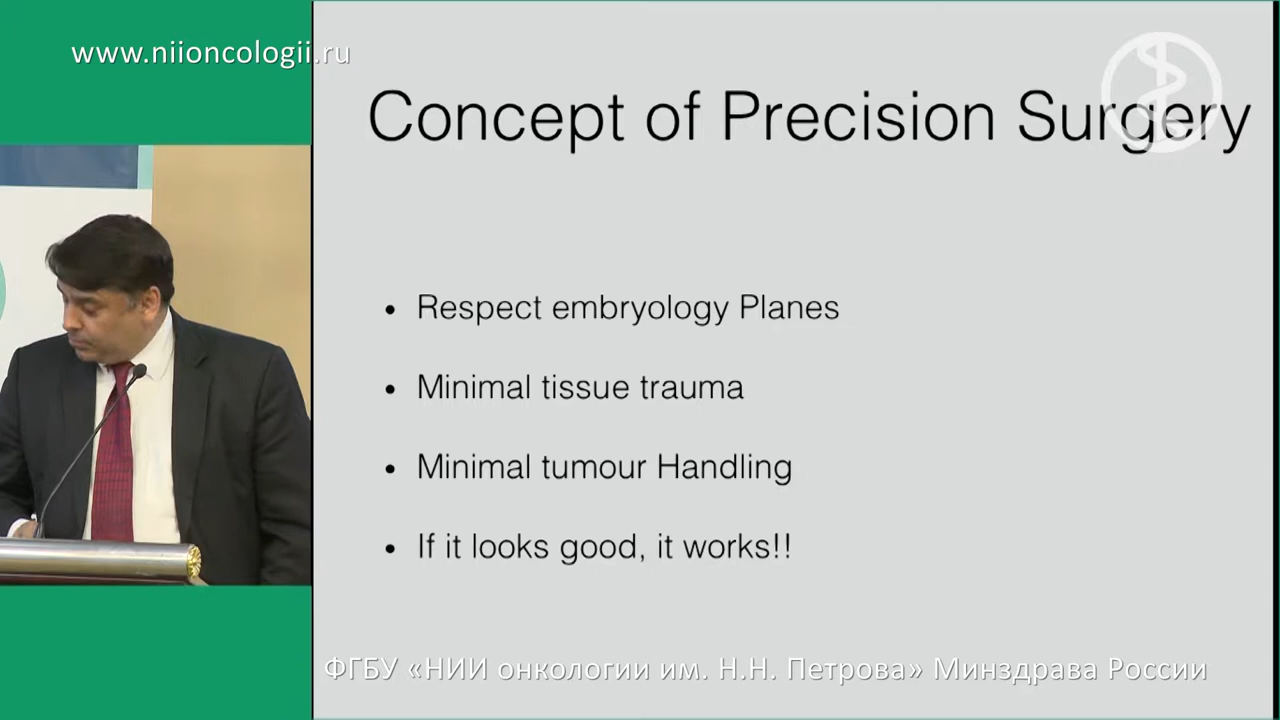 www.niioncologii.ru
Concept of Precision Surgery
• Respect embryology Planes
• Minimal tissue trauma
• Minimal tumour Handling
• If it looks good, it works!!
ФГБУ «НИИ онкологии им. Н.Н. Петрова» Минздрава России